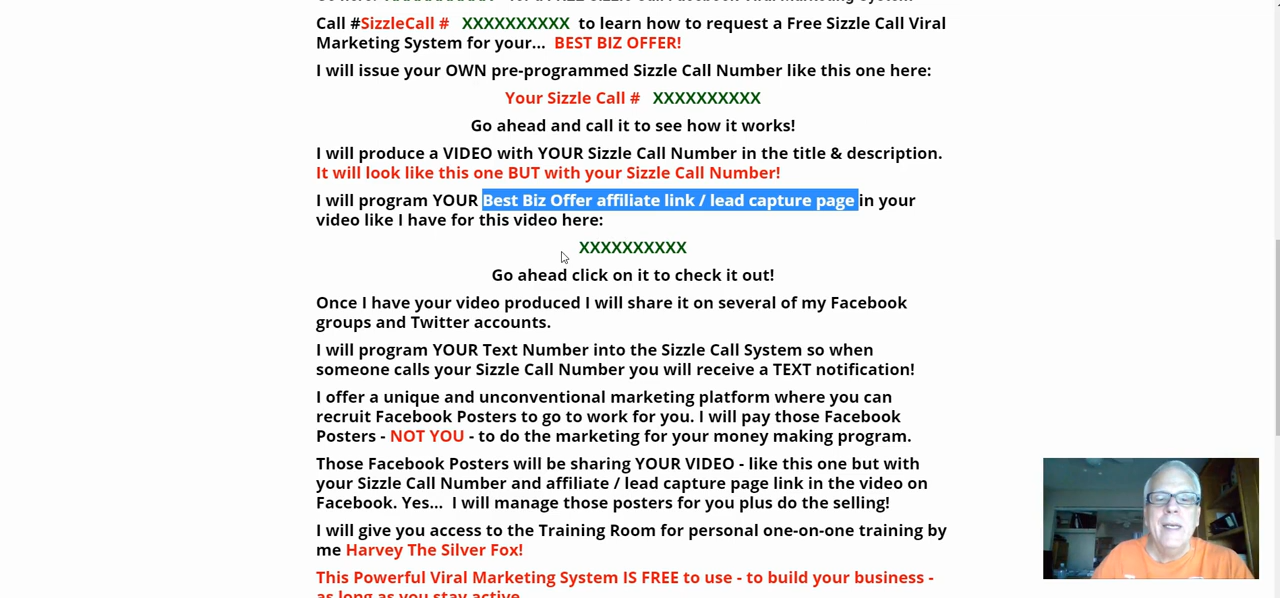 Call #SizzleCall # XXXXXXXXXX to learn how to request a Free Sizzle Call Viral
Marketing System for your... BEST BIZ OFFER!
I will issue your OWN pre-programmed Sizzle Call Number like this one here:
Your Sizzle Call # XXXXXXXXXX
Go ahead and call it to see how it works!
I will produce a VIDEO with YOUR Sizzle Call Number in the title & description.
It will look like this one BUT with your Sizzle Call Number!
I will program YOUR Best Biz Offer affiliate link / lead capture page in your
video like I have for this video here:
XXXXXXXXXX
Go ahead click on it to check it out!
Once I have your video produced I will share it on several of my Facebook
groups and Twitter accounts.
I will program YOUR Text Number into the Sizzle Call System so when
someone calls your Sizzle Call Number you will receive a TEXT notification!
I offer a unique and unconventional marketing platform where you can
recruit Facebook Posters to go to work for you. I will pay those Facebook
Posters - NOT YOU - to do the marketing for your money making program.
Those Facebook Posters will be sharing YOUR VIDEO - like this one but with
your Sizzle Call Number and affiliate / lead capture page link in the video on
Facebook. Yes... I will manage those posters for you plus do the selling!
I will give you access to the Training Room for personal one-on-one training by
me Harvey The Silver Fox!
This Powerful Viral Marketing System IS FREE to use - to build your business -
as long as you stay active